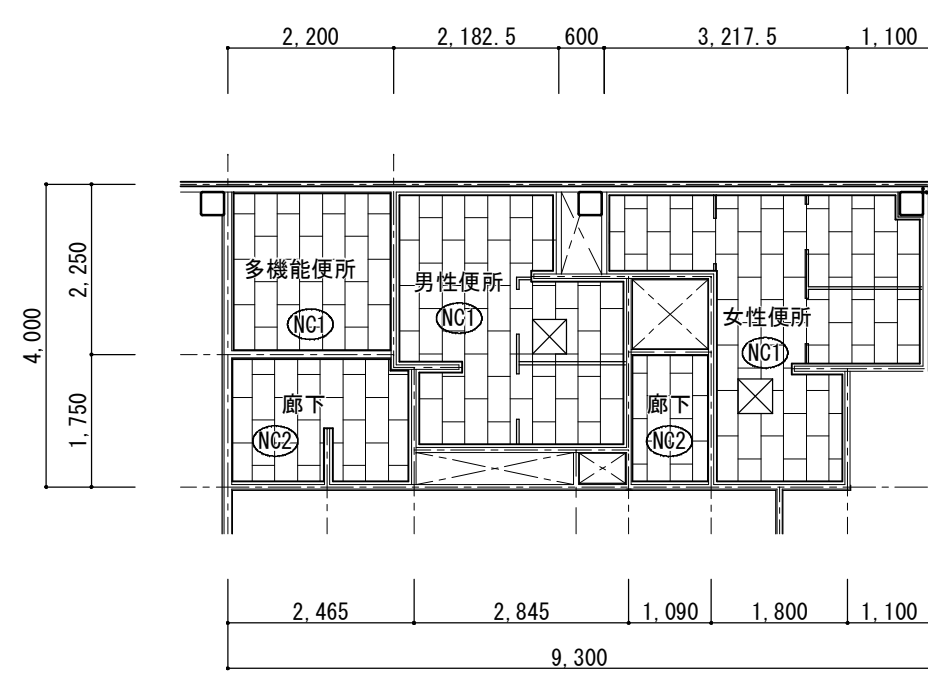 2,200
2,182.5
600
3,217.5
1,100
4,000
2,250
1,750
多機能便所
NC1
男性便所
NC1
女性便所
NC1
廊下
NC2
廊下
NC2
2,465
2,845
1,090
1,800
1,100
9,300